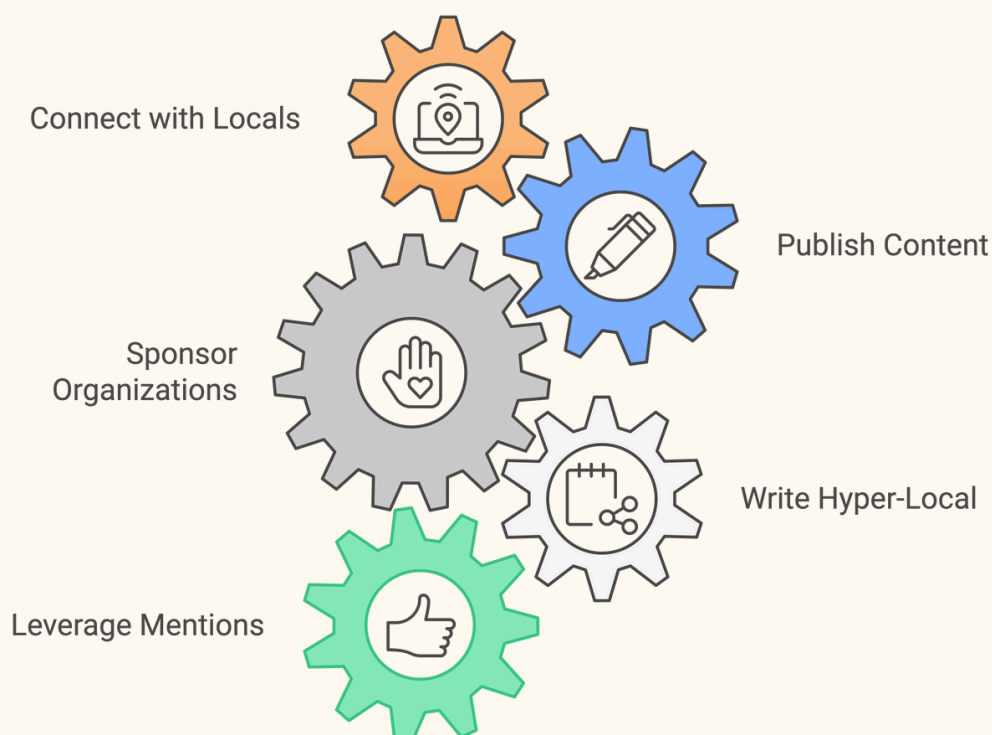 Connect with Locals
Publish Content
Sponsor
Organizations
Write Hyper-Local
Leverage Mentions